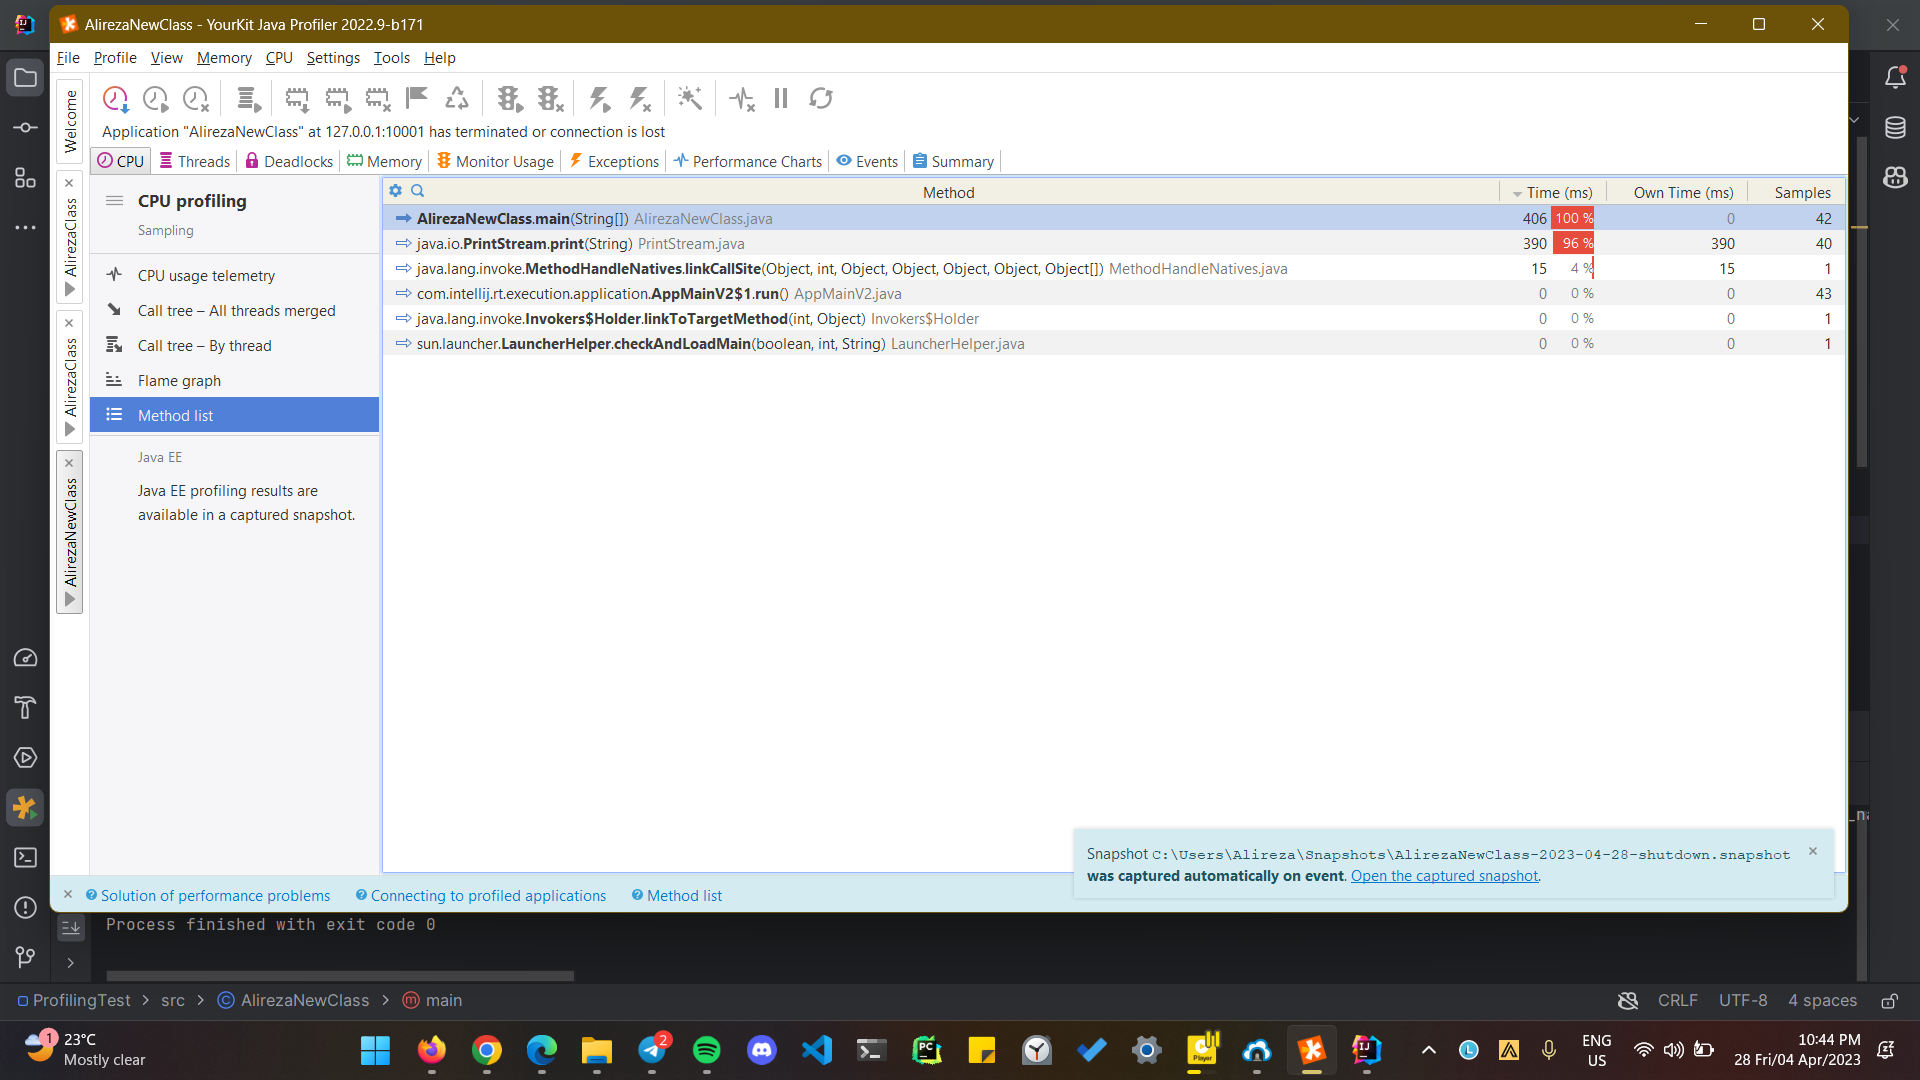 AlirezaNewClass - YourKit Java Profiler 2022.9-b171
File Profile View Memory CPU Settings Tools Help
Welcome
Application "AlirezaNewClass" at 127.0.0.1:10001 has terminated or connection is lost
CPU Threads Deadlocks Memory Monitor Usage Exceptions Performance Charts Events Summary
AlirezaClass
AlirezaClass
AlirezaNewClass
CPU profiling
Sampling
CPU usage telemetry
Call tree – All threads merged
Call tree – By thread
Flame graph
Method list
Java EE
Java EE profiling results are
available in a captured snapshot.
Method Time (ms) Own Time (ms) Samples
AlirezaNewClass.main(String[]) AlirezaNewClass.java 406 100 % 0 42
java.io.PrintStream.print(String) PrintStream.java 390 96 % 390 40
java.lang.invoke.MethodHandleNatives.linkCallSite(Object, int, Object, Object, Object, Object, Object[]) MethodHandleNatives.java 15 4 % 15 1
com.intellij.rt.execution.application.AppMainV2$1.run() AppMainV2.java 0 0 % 0 43
java.lang.invoke.Invokers$Holder.linkToTargetMethod(int, Object) Invokers$Holder 0 0 % 0 1
sun.launcher.LauncherHelper.checkAndLoadMain(boolean, int, String) LauncherHelper.java 0 0 % 0 1
Snapshot C:\Users\Alireza\Snapshots\AlirezaNewClass-2023-04-28-shutdown.snapshot
was captured automatically on event. Open the captured snapshot.
Solution of performance problems Connecting to profiled applications Method list
Process finished with exit code 0
ProfilingTest > src > AlirezaNewClass > main
CRLF UTF-8 4 spaces
1
23°C
Mostly clear
PC
2
Player
IJ
L
ENG
US
10:44 PM
28 Fri/04 Apr/2023